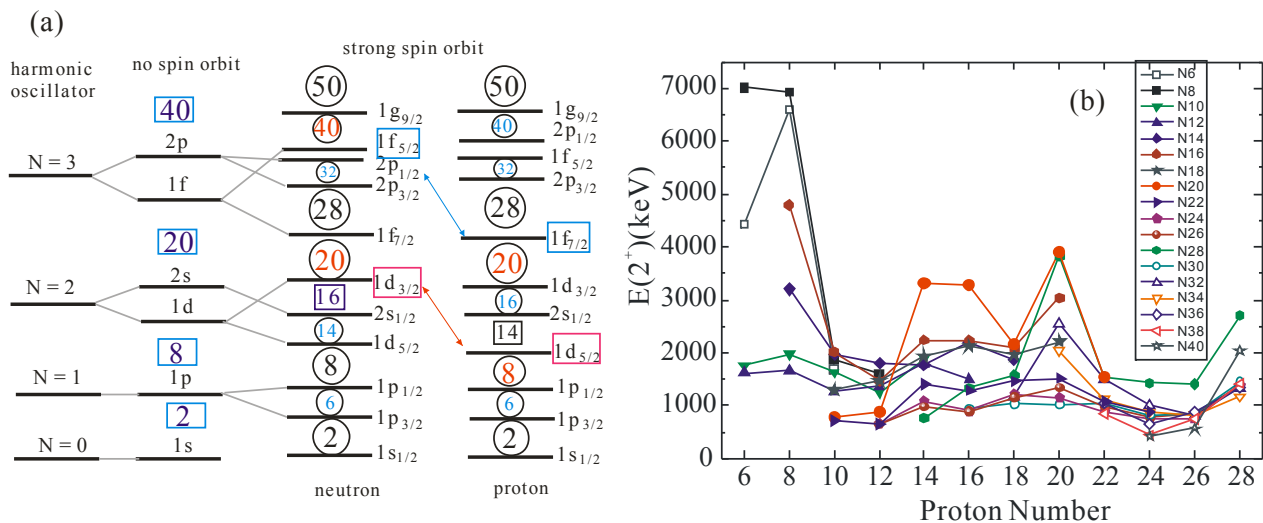 (a)
strong spin orbit
harmonic oscillator
no spin orbit
40
2p
N = 3
1f
20
2s
N = 2
1d
8
N = 1
1p
2
N = 0
1s
50
1g9/2
40
1f5/2
2p1/2
32
2p3/2
28
1f7/2
20
1d3/2
16
2s1/2
14
1d5/2
8
1p1/2
6
1p3/2
2
1s1/2
neutron
50
1g9/2
40
2p1/2
1f5/2
32
2p3/2
28
1f7/2
20
1d3/2
16
2s1/2
14
1d5/2
8
1p1/2
6
1p3/2
2
1s1/2
proton
(b)
E(2+)(keV)
7000
6000
5000
4000
3000
2000
1000
0
6 8 10 12 14 16 18 20 22 24 26 28
Proton Number
N6
N8
N10
N12
N14
N16
N18
N20
N22
N24
N26
N28
N30
N32
N34
N36
N38
N40